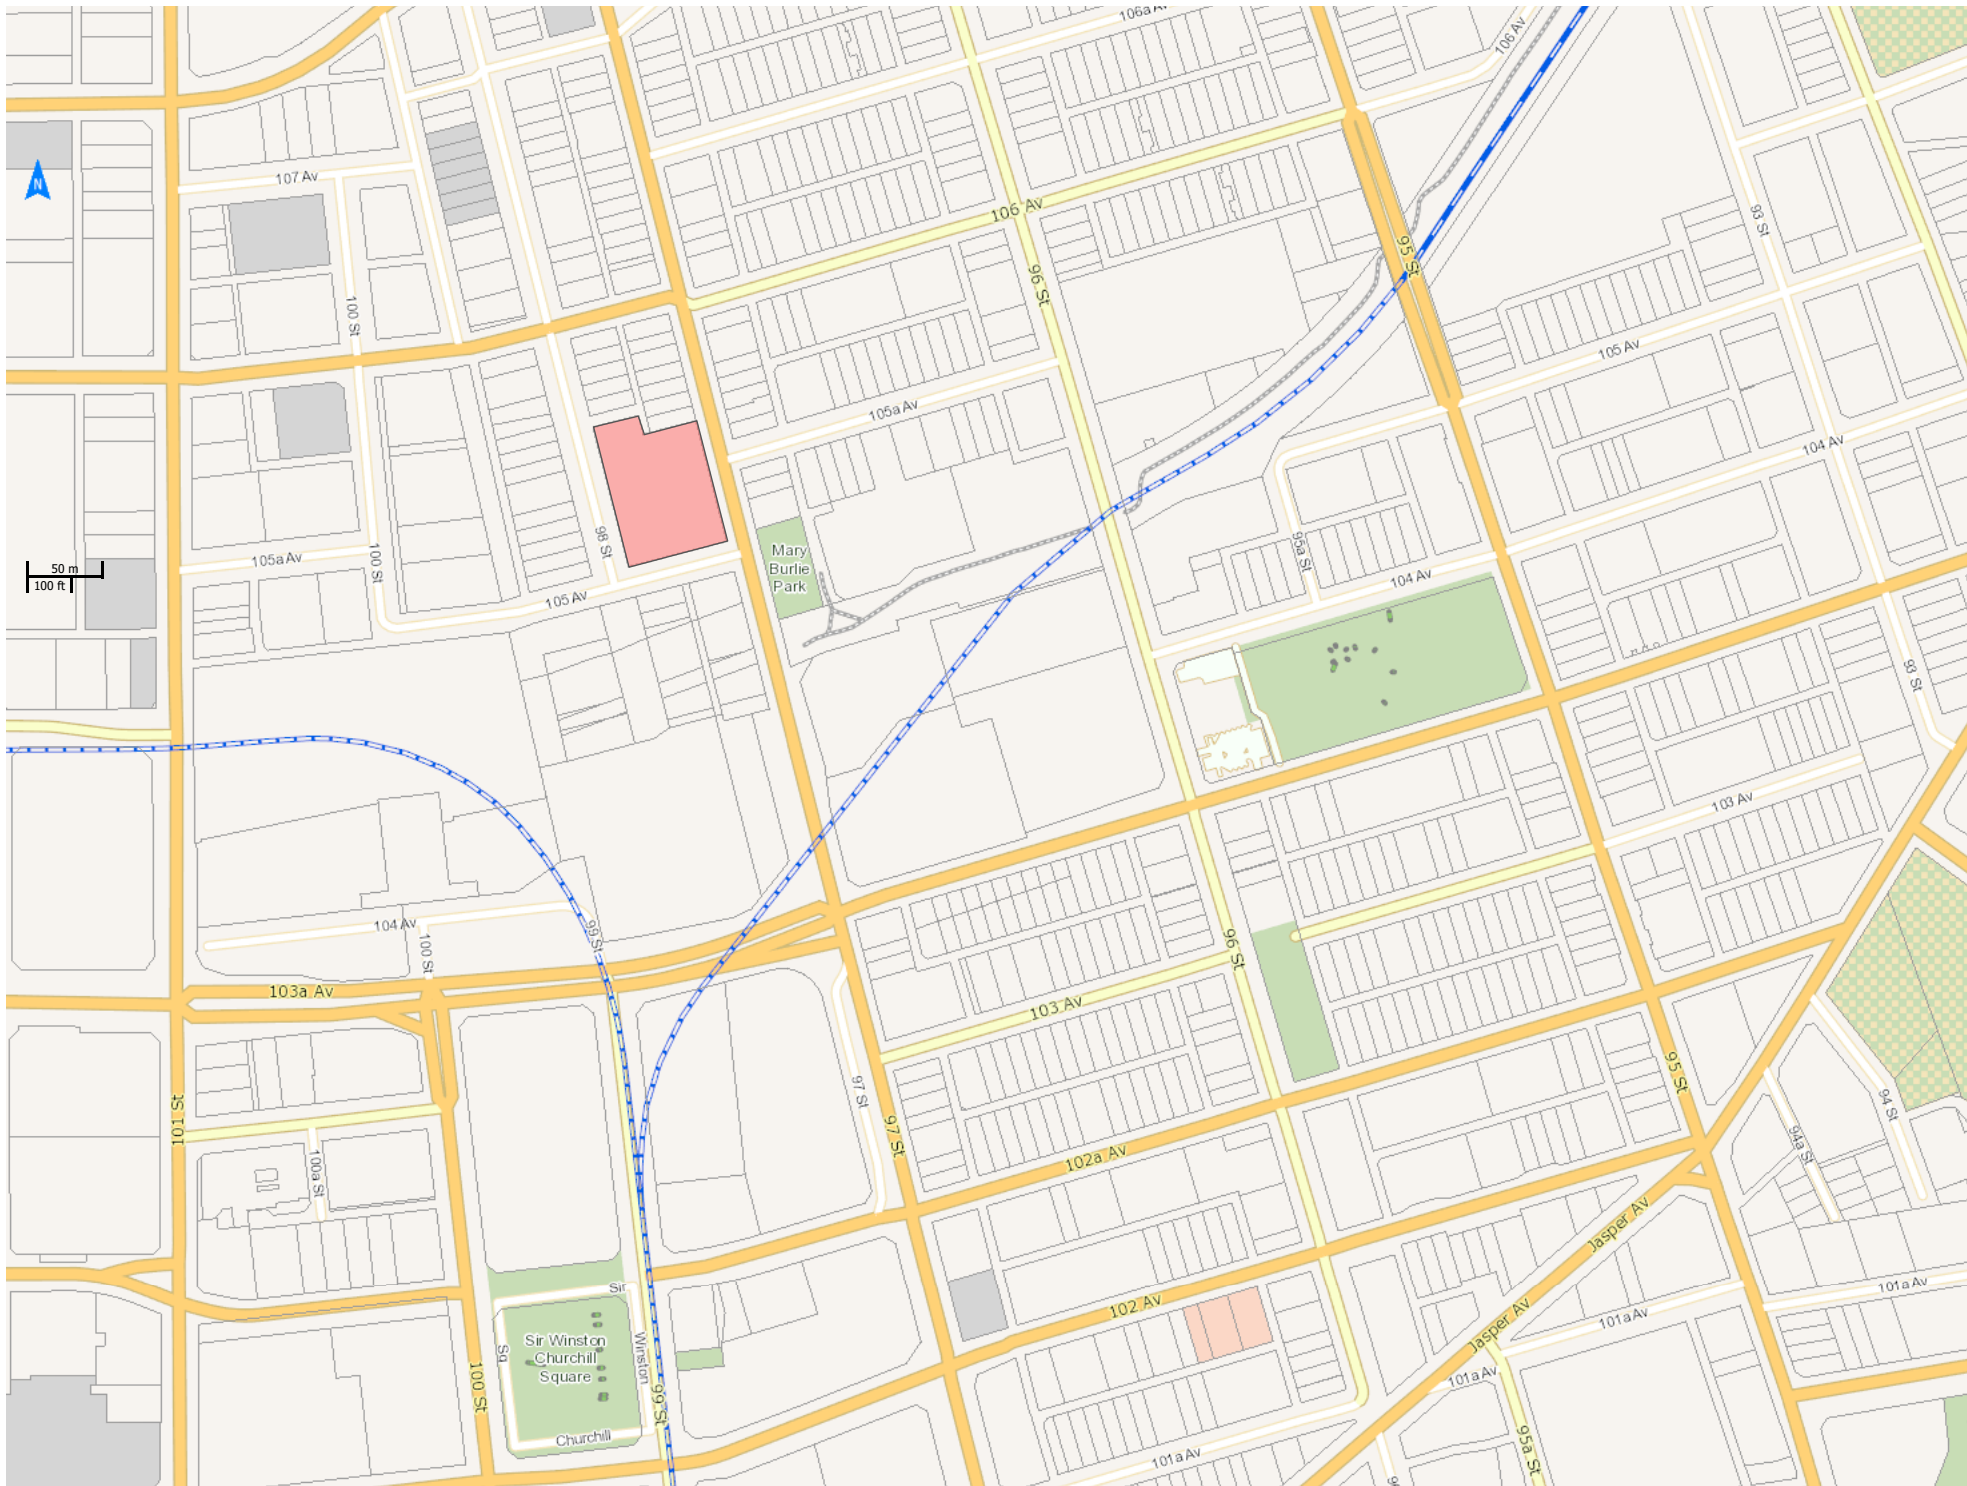 106a Av
106 Av
N
107 Av
106 Av
93 St
95 St
96 St
100 St
105 Av
105a Av
104 Av
98 St
Mary
Burlie
Park
95a St
105a Av
100 St
50 m
100 ft
105 Av
104 Av
93 St
103 Av
104 Av
99 St
100 St
96 St
103a Av
103 Av
95 St
97 St
94 St
101 St
97 St
94a St
100a St
102a Av
Jasper Av
Sir
101a Av
102 Av
101a Av
Jasper Av
Sir Winston
Churchill
Square
Sq
Winston
101a Av
100 St
99 St
Churchill
95a St
101a Av